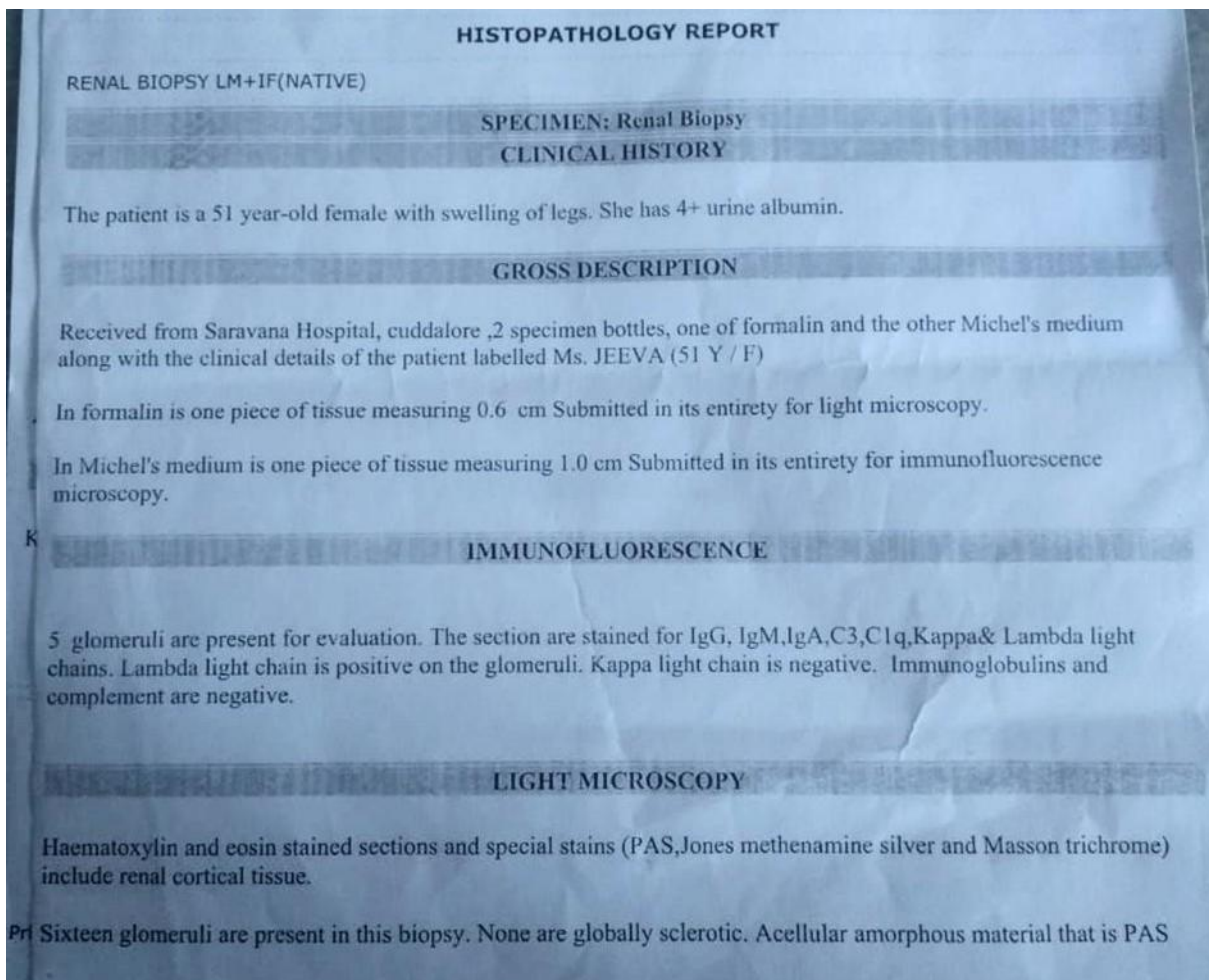 HISTOPATHOLOGY REPORT
RENAL BIOPSY LM+IF(NATIVE)
SPECIMEN: Renal Biopsy
CLINICAL HISTORY
The patient is a 51 year-old female with swelling of legs. She has 4+ urine albumin.
GROSS DESCRIPTION
Received from Saravana Hospital, cuddalore ,2 specimen bottles, one of formalin and the other Michel's medium
along with the clinical details of the patient labelled Ms. JEEVA (51 Y / F)
In formalin is one piece of tissue measuring 0.6 cm Submitted in its entirety for light microscopy.
In Michel's medium is one piece of tissue measuring 1.0 cm Submitted in its entirety for immunofluorescence
microscopy.
K
IMMUNOFLUORESCENCE
5 glomeruli are present for evaluation. The section are stained for IgG, IgM,IgA,C3,C1q,Kappa& Lambda light
chains. Lambda light chain is positive on the glomeruli. Kappa light chain is negative. Immunoglobulins and
complement are negative.
LIGHT MICROSCOPY
Haematoxylin and eosin stained sections and special stains (PAS,Jones methenamine silver and Masson trichrome)
include renal cortical tissue.
Pri Sixteen glomeruli are present in this biopsy. None are globally sclerotic. Acellular amorphous material that is PAS